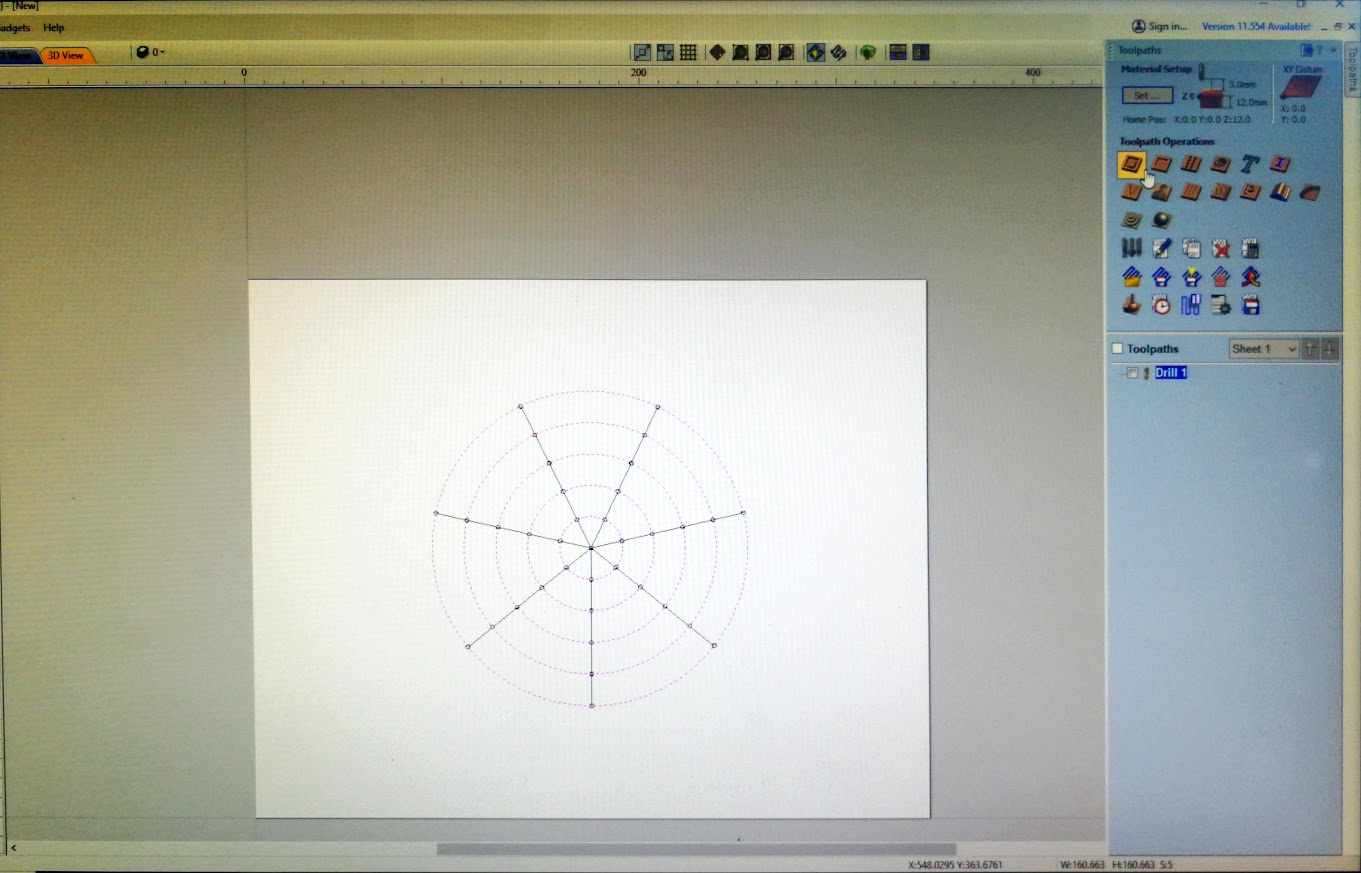 ) - [New]
adgets Help
Sign in... Version 11.554 Available!
3D View 0
Toolpaths ?
0 200 400
Material Setup XY Datum
3.0mm
Set ... Z 0
12.0mm X: 0.0
Home Pos: X:0.0 Y:0.0 Z:12.0 Y: 0.0
Toolpaths
Toolpath Operations
Toolpaths Sheet 1
Drill 1
X:548.0295 Y:363.6761 W:160.663 H:160.663 S:5